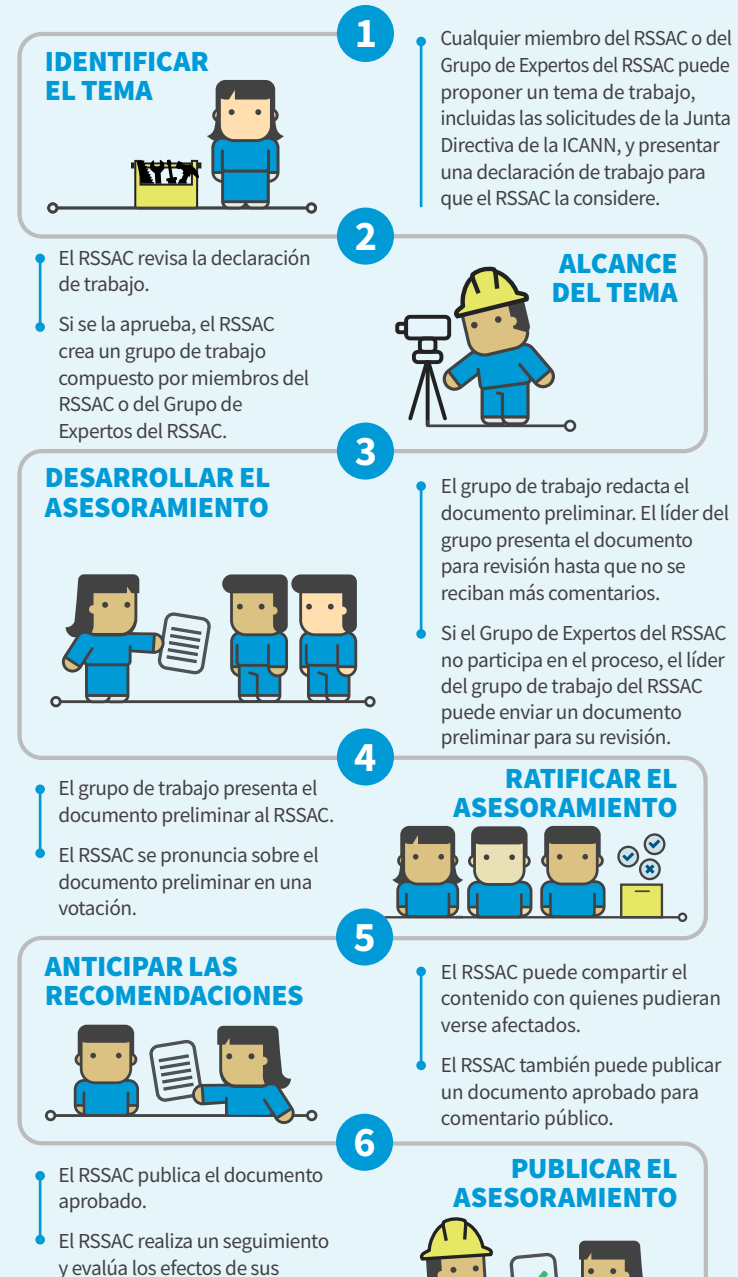 1
IDENTIFICAR
EL TEMA
Cualquier miembro del RSSAC o del
Grupo de Expertos del RSSAC puede
proponer un tema de trabajo,
incluidas las solicitudes de la Junta
Directiva de la ICANN, y presentar
una declaración de trabajo para
que el RSSAC la considere.
2
ALCANCE
DEL TEMA
El RSSAC revisa la declaración
de trabajo.
Si se la aprueba, el RSSAC
crea un grupo de trabajo
compuesto por miembros del
RSSAC o del Grupo de
Expertos del RSSAC.
3
DESARROLLAR EL
ASESORAMIENTO
El grupo de trabajo redacta el
documento preliminar. El líder del
grupo presenta el documento
para revisión hasta que no se
reciban más comentarios.
Si el Grupo de Expertos del RSSAC
no participa en el proceso, el líder
del grupo de trabajo del RSSAC
puede enviar un documento
preliminar para su revisión.
4
RATIFICAR EL
ASESORAMIENTO
El grupo de trabajo presenta el
documento preliminar al RSSAC.
El RSSAC se pronuncia sobre el
documento preliminar en una
votación.
5
ANTICIPAR LAS
RECOMENDACIONES
El RSSAC puede compartir el
contenido con quienes pudieran
verse afectados.
El RSSAC también puede publicar
un documento aprobado para
comentario público.
6
PUBLICAR EL
ASESORAMIENTO
El RSSAC publica el documento
aprobado.
El RSSAC realiza un seguimiento
y evalúa los efectos de sus